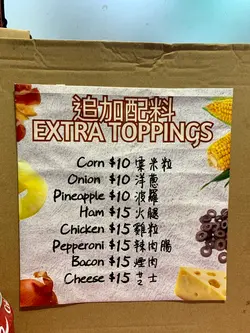 追加配料
EXTRA TOPPINGS
Corn $10 粟米粒
Onion $10 洋蔥
Pineapple $10 菠蘿
Ham $15 火腿
Chicken $15 雞粒
Pepperoni $15 辣肉腸
Bacon $15 煙肉
Cheese $15 芝士